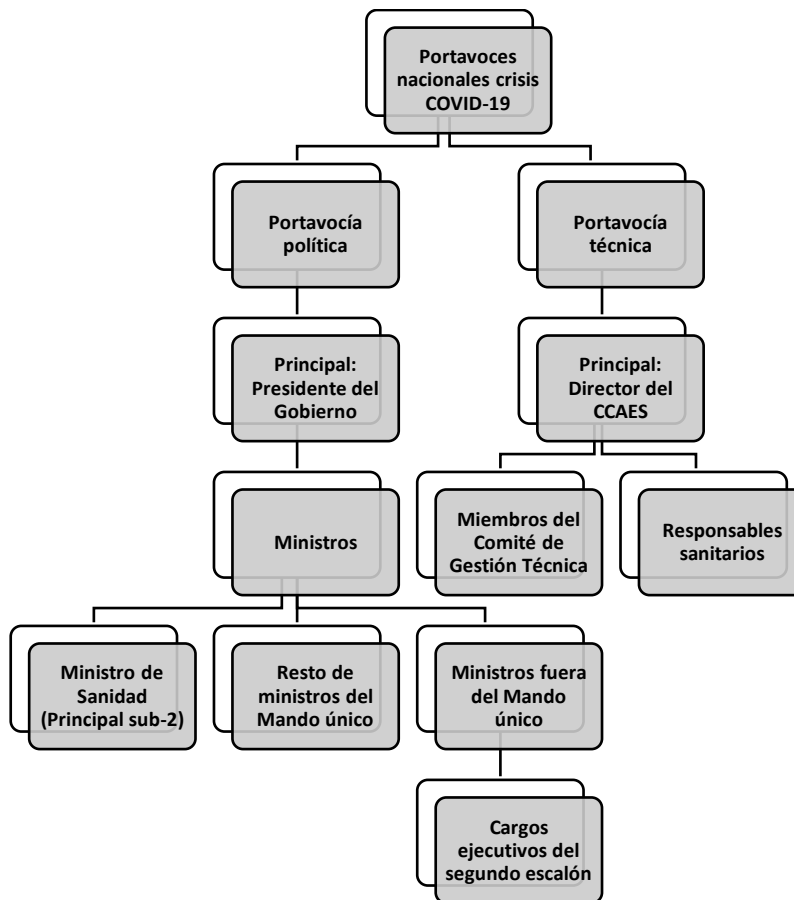 Portavoces
nacionales crisis
COVID-19
Portavocía
política
Portavocía
técnica
Principal:
Presidente del
Gobierno
Principal:
Director del
CCAES
Ministros
Miembros del
Comité de
Gestión Técnica
Responsables
sanitarios
Ministro de
Sanidad
(Principal sub-2)
Resto de
ministros del
Mando único
Ministros fuera
del Mando
único
Cargos
ejecutivos del
segundo escalón